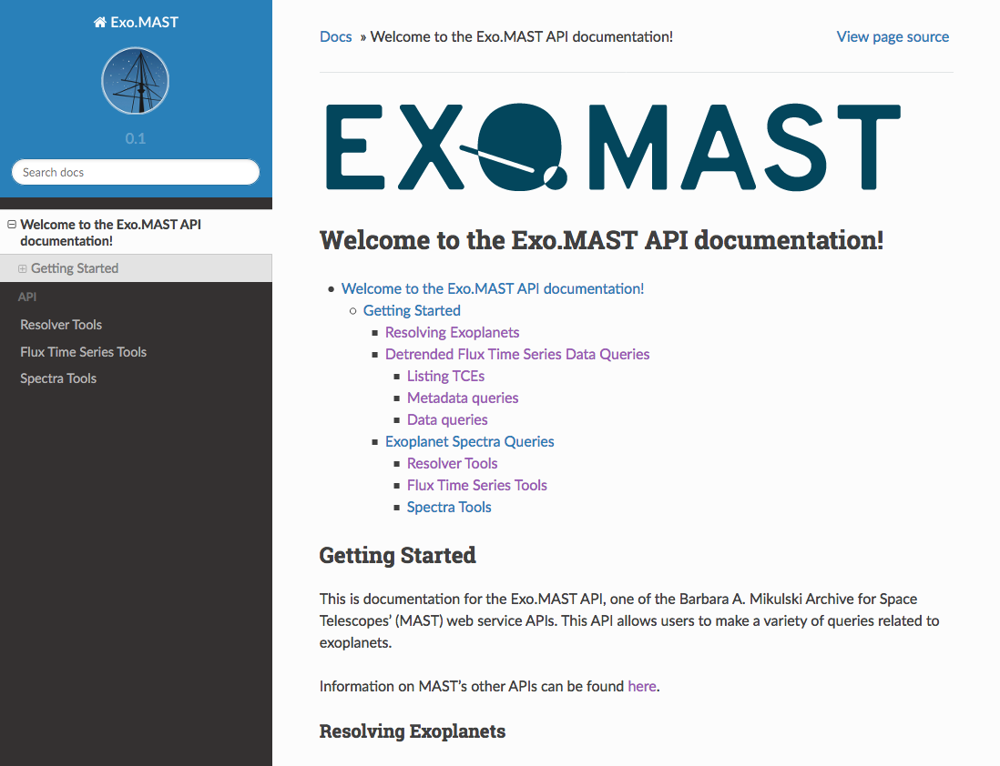 Exo.MAST
0.1
Search docs
Welcome to the Exo.MAST API
documentation!
Getting Started
API
Resolver Tools
Flux Time Series Tools
Spectra Tools
Docs » Welcome to the Exo.MAST API documentation!
View page source
EXOMAST
Welcome to the Exo.MAST API documentation!
Welcome to the Exo.MAST API documentation!
Getting Started
Resolving Exoplanets
Detrended Flux Time Series Data Queries
Listing TCEs
Metadata queries
Data queries
Exoplanet Spectra Queries
Resolver Tools
Flux Time Series Tools
Spectra Tools
Getting Started
This is documentation for the Exo.MAST API, one of the Barbara A. Mikulski Archive for Space
Telescopes’ (MAST) web service APIs. This API allows users to make a variety of queries related to
exoplanets.
Information on MAST’s other APIs can be found here.
Resolving Exoplanets